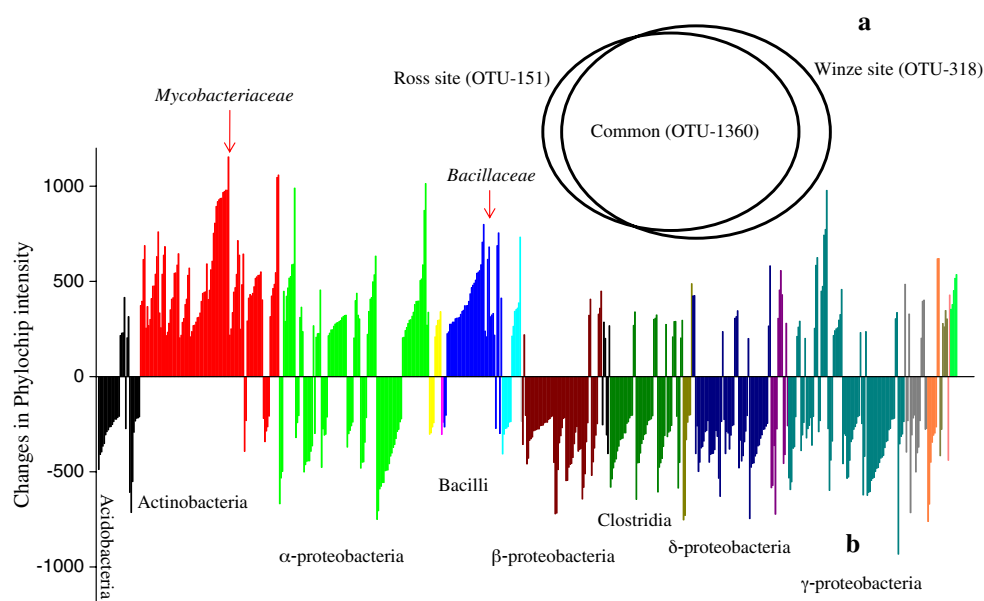 a
Ross site (OTU-151)
Winze site (OTU-318)
Mycobacteriaceae
Common (OTU-1360)
Bacillaceae
Changes in Phylochip intensity
1000
500
0
-500
-1000
Acidobacteria
Actinobacteria
α-proteobacteria
Bacilli
β-proteobacteria
Clostridia
δ-proteobacteria
b
γ-proteobacteria